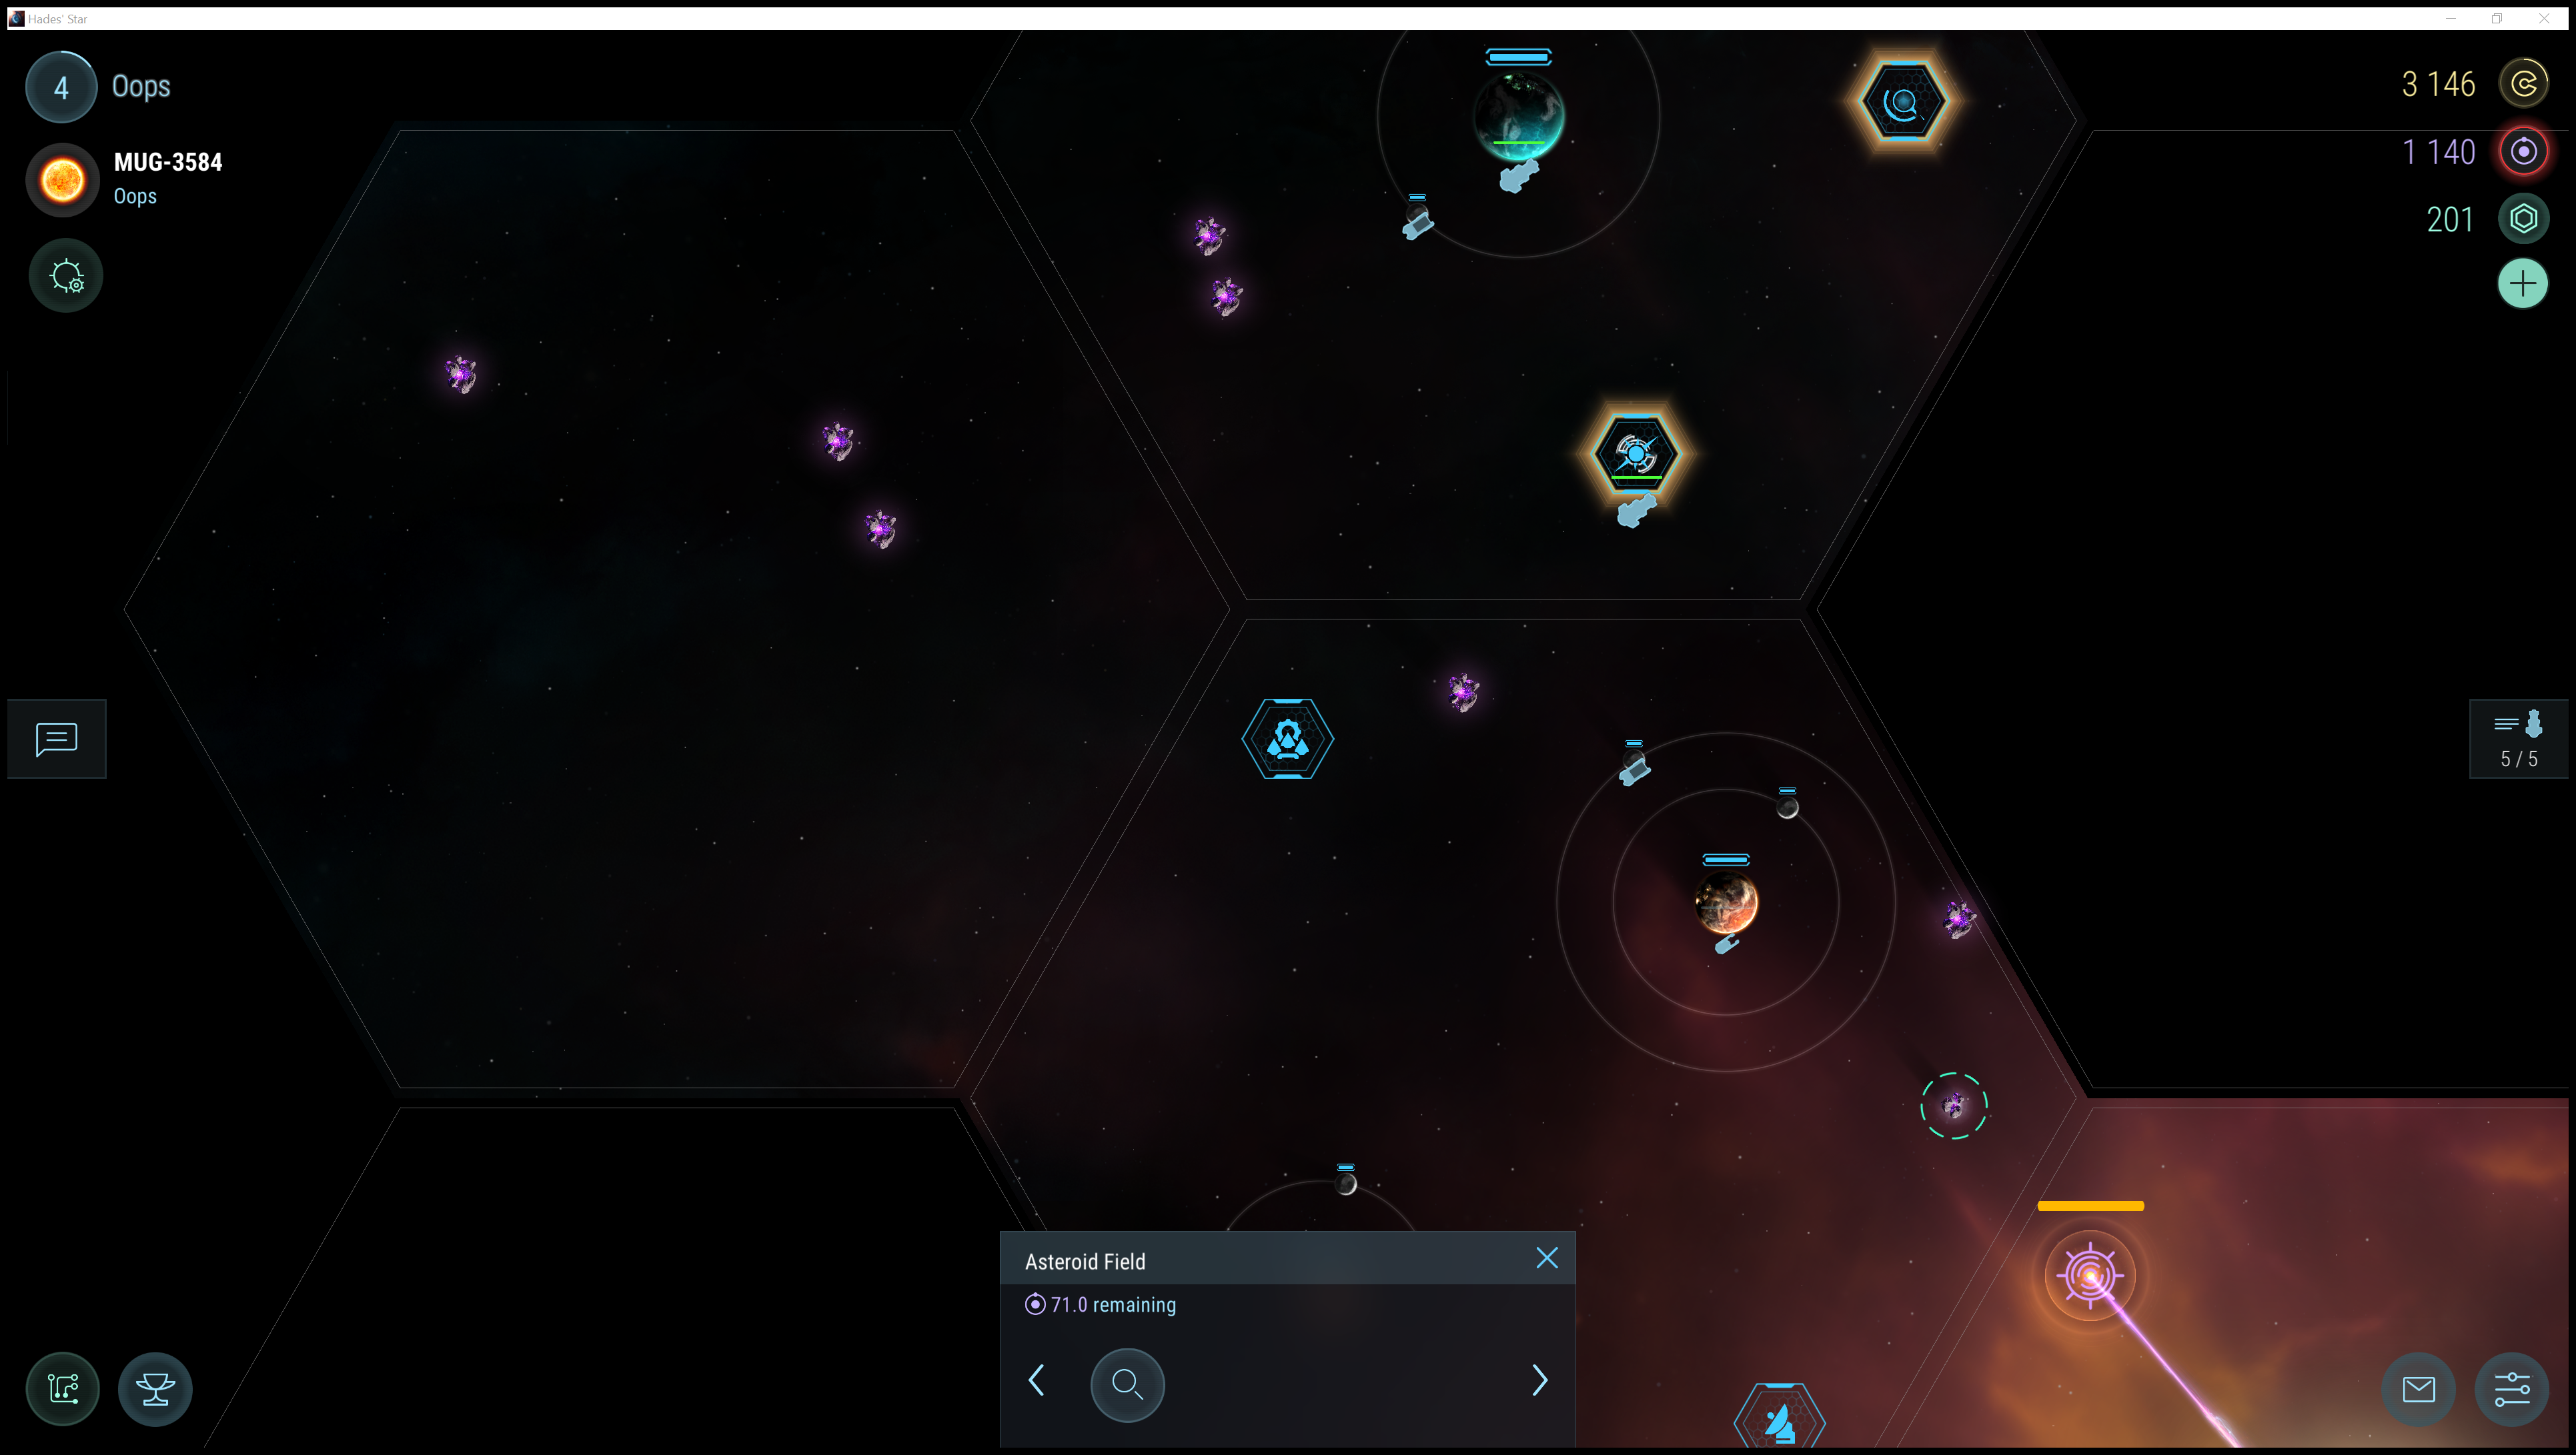 Hades' Star
4
Oops
MUG-3584
Oops
3 146
1 140
201
5 / 5
Asteroid Field
71.0 remaining